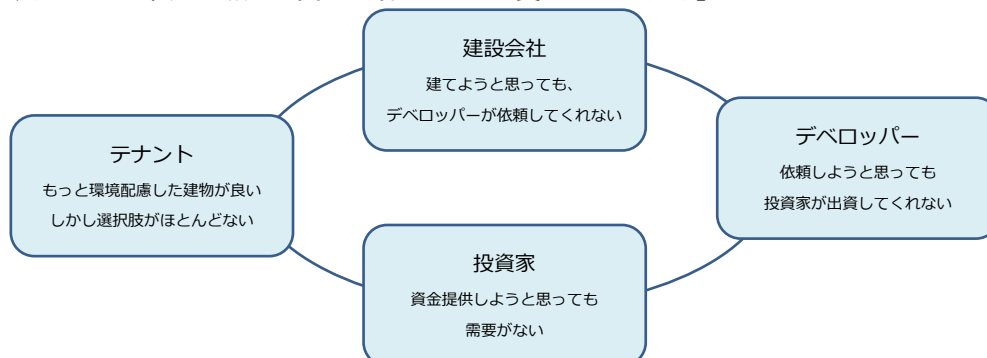 建設会社
建てようと思っても、
デベロッパーが依頼してくれない
デベロッパー
依頼しようと思っても
投資家が出資してくれない
テナント
もっと環境配慮した建物が良い
しかし選択肢がほとんどない
投資家
資金提供しようと思っても
需要がない